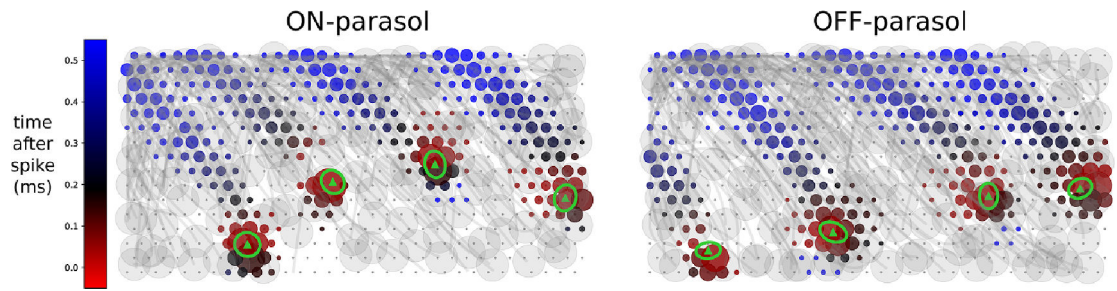 ON-parasol
OFF-parasol
time
after
spike
(ms)
0.5
0.4
0.3
0.2
0.1
0.0